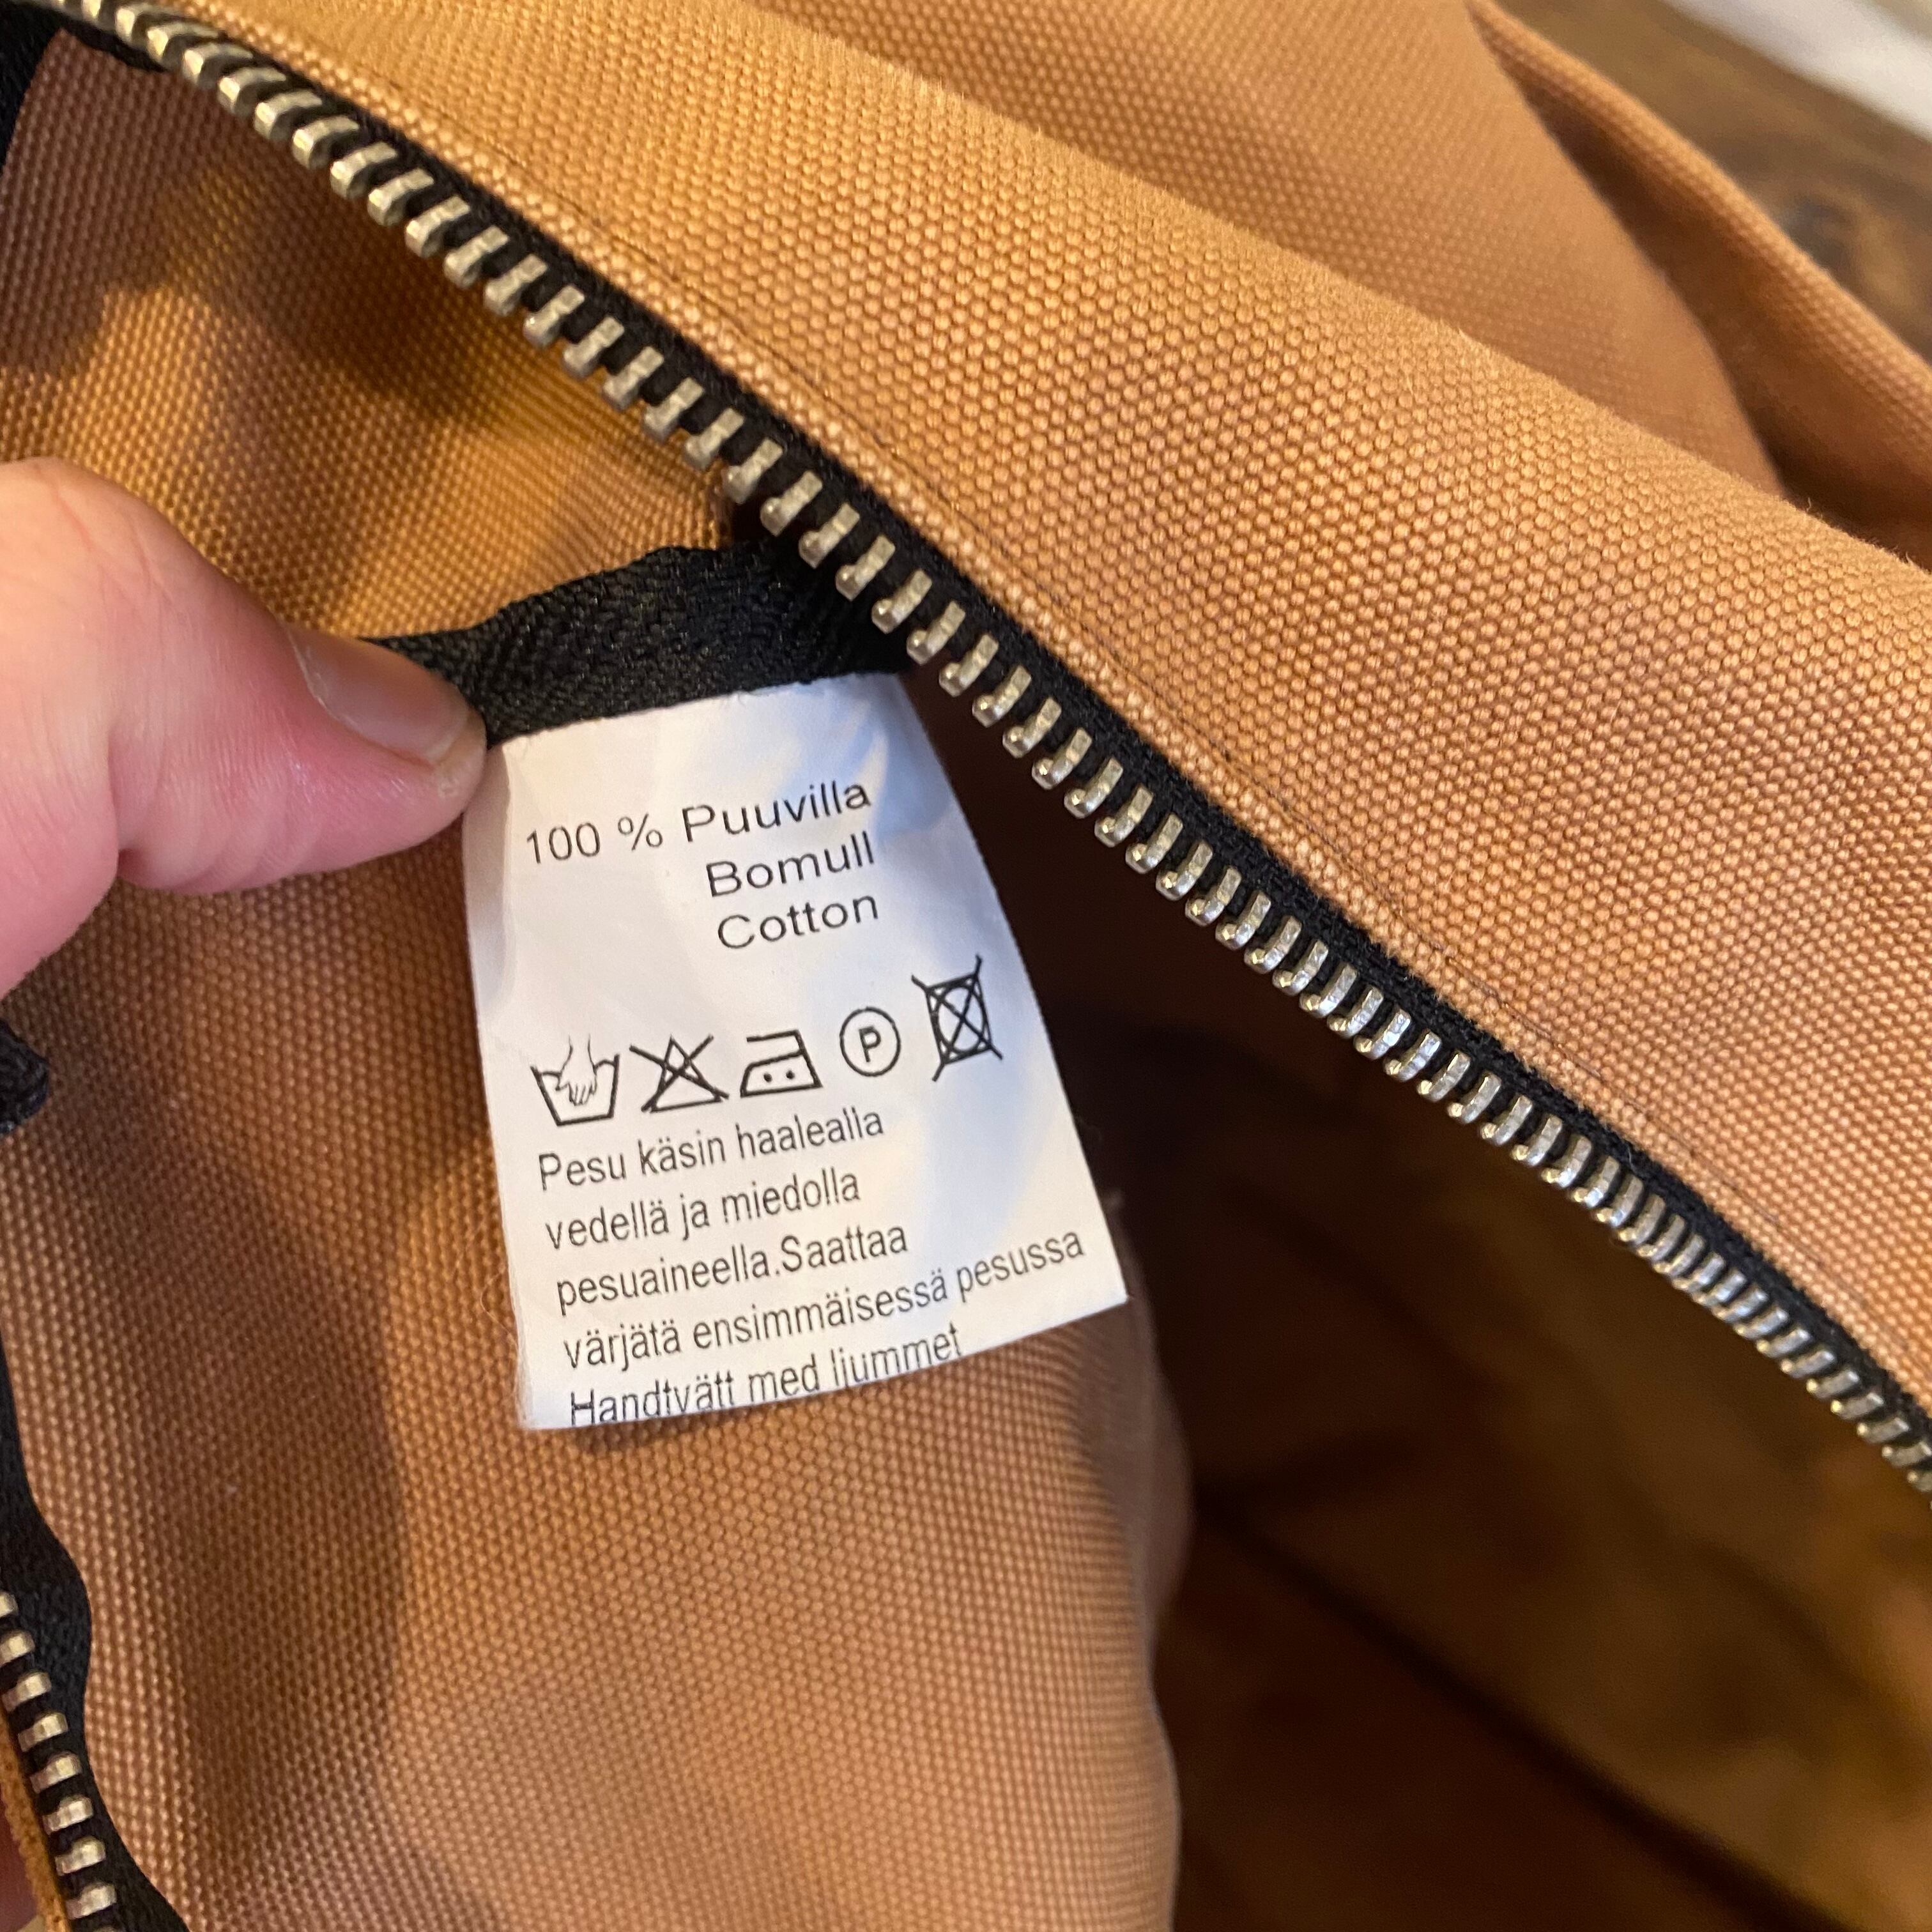 100 % Puuvilla
Bomull
Cotton
P
Pesu käsin haalealla
vedellä ja miedolla
pesuaineella.Saattaa
värjätä ensimmäisessä pesussa
Handtvätt med ljummet